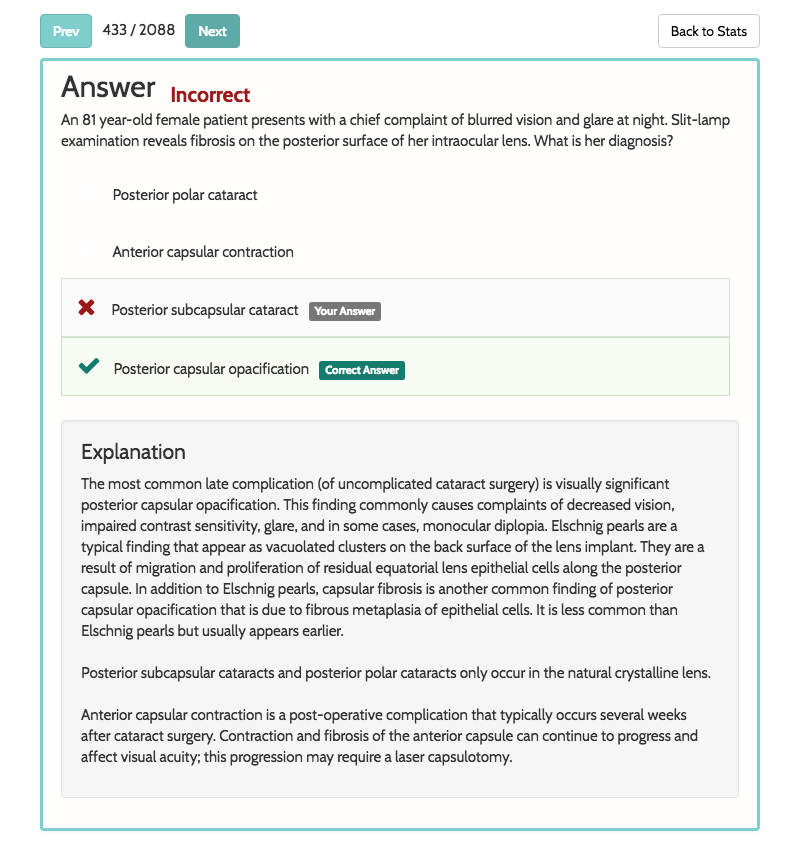 Prev 433 / 2088 Next Back to Stats
Answer Incorrect
An 81 year-old female patient presents with a chief complaint of blurred vision and glare at night. Slit-lamp
examination reveals fibrosis on the posterior surface of her intraocular lens. What is her diagnosis?
Posterior polar cataract
Anterior capsular contraction
Posterior subcapsular cataract Your Answer
Posterior capsular opacification Correct Answer
Explanation
The most common late complication (of uncomplicated cataract surgery) is visually significant
posterior capsular opacification. This finding commonly causes complaints of decreased vision,
impaired contrast sensitivity, glare, and in some cases, monocular diplopia. Elschnig pearls are a
typical finding that appear as vacuolated clusters on the back surface of the lens implant. They are a
result of migration and proliferation of residual equatorial lens epithelial cells along the posterior
capsule. In addition to Elschnig pearls, capsular fibrosis is another common finding of posterior
capsular opacification that is due to fibrous metaplasia of epithelial cells. It is less common than
Elschnig pearls but usually appears earlier.
Posterior subcapsular cataracts and posterior polar cataracts only occur in the natural crystalline lens.
Anterior capsular contraction is a post-operative complication that typically occurs several weeks
after cataract surgery. Contraction and fibrosis of the anterior capsule can continue to progress and
affect visual acuity; this progression may require a laser capsulotomy.